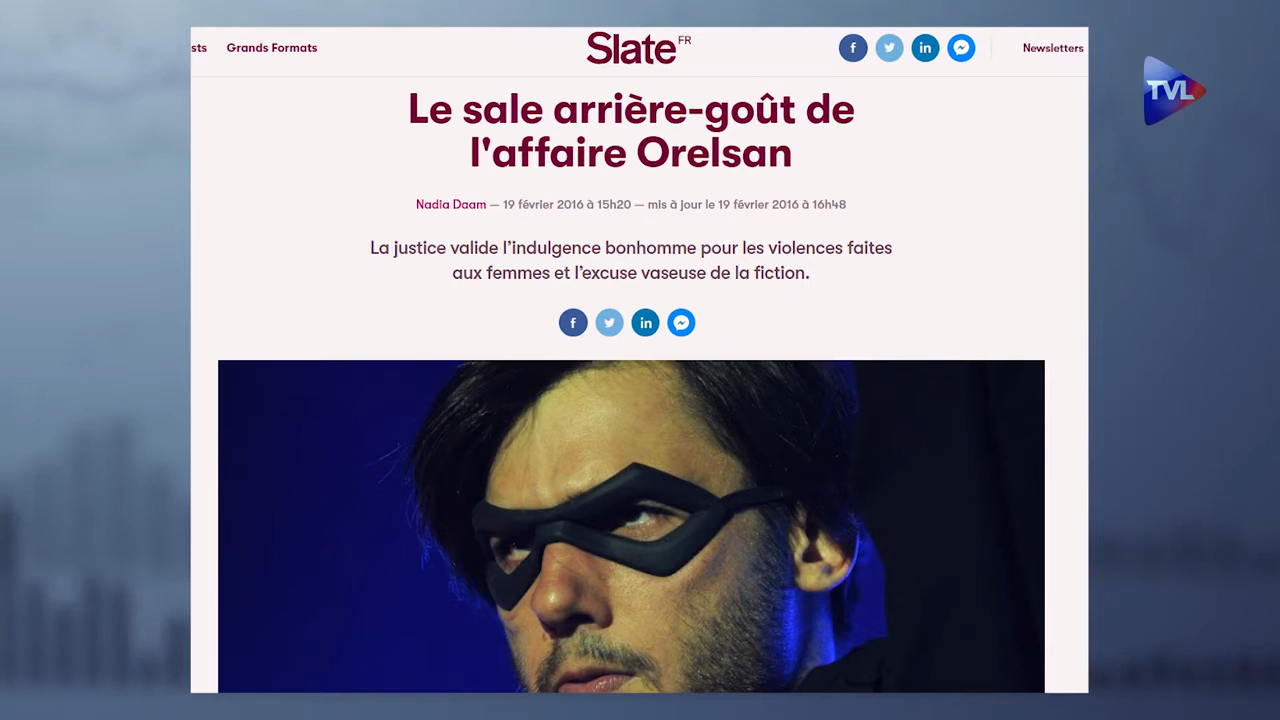 sts
Grands Formats
Slate FR
Newsletters
TVL
Le sale arrière-goût de
l'affaire Orelsan
Nadia Daam — 19 février 2016 à 15h20 — mis à jour le 19 février 2016 à 16h48
La justice valide l’indulgence bonhomme pour les violences faites
aux femmes et l’excuse vaseuse de la fiction.